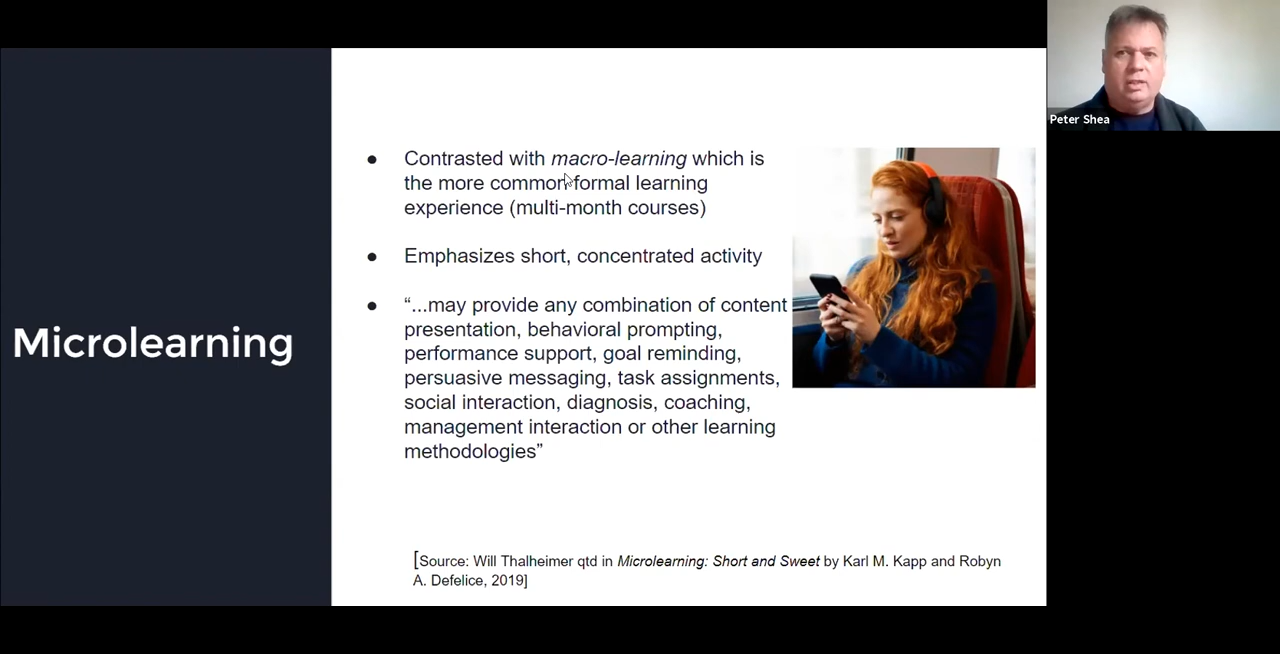 Microlearning
● Contrasted with macro-learning which is
the more common formal learning
experience (multi-month courses)
● Emphasizes short, concentrated activity
● “...may provide any combination of content
presentation, behavioral prompting,
performance support, goal reminding,
persuasive messaging, task assignments,
social interaction, diagnosis, coaching,
management interaction or other learning
methodologies”
[Source: Will Thalheimer qtd in Microlearning: Short and Sweet by Karl M. Kapp and Robyn
A. Defelice, 2019]
Peter Shea